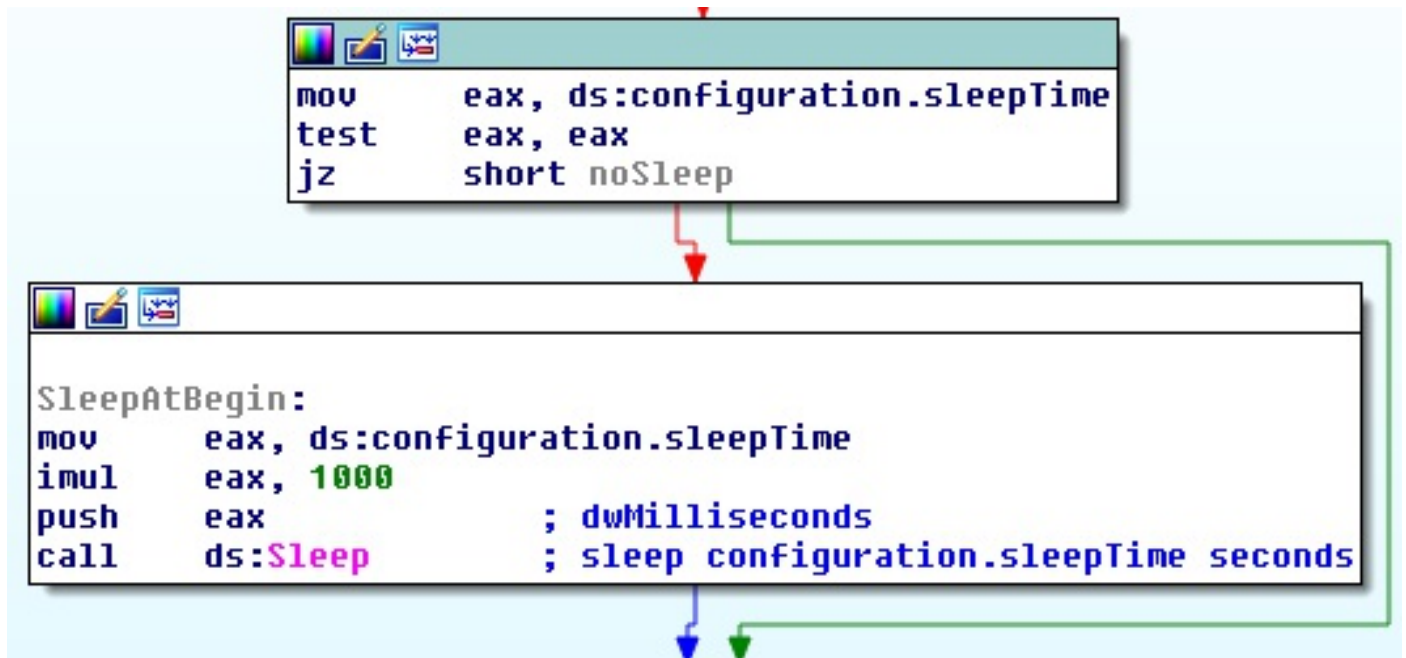 mov eax, ds:configuration.sleepTime
test eax, eax
jz short noSleep
SleepAtBegin:
mov eax, ds:configuration.sleepTime
imul eax, 1000
push eax ; dwMilliseconds
call ds:Sleep ; sleep configuration.sleepTime seconds